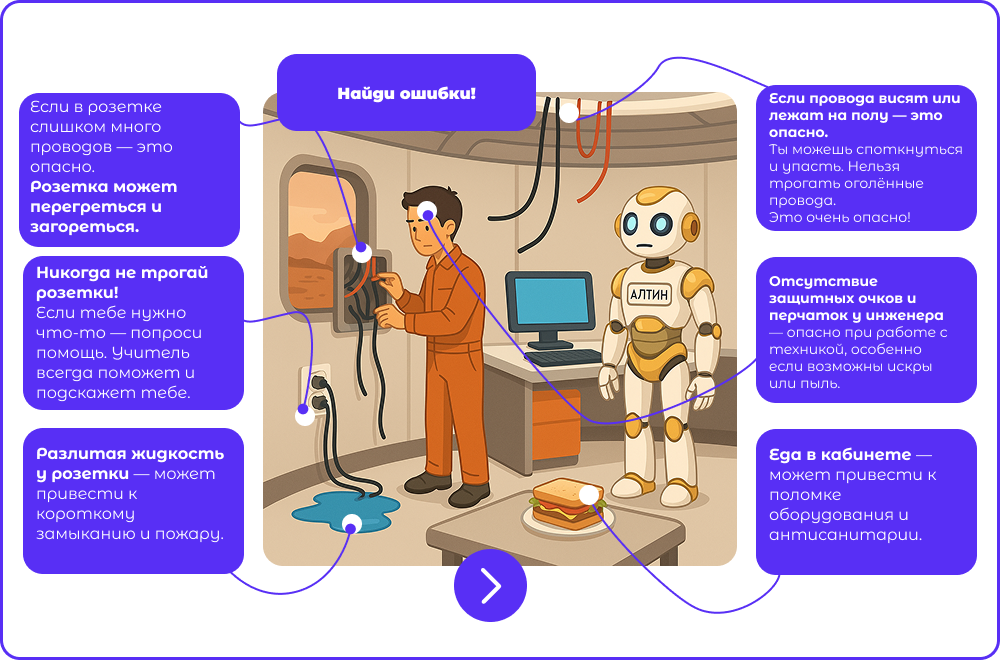 Найди ошибки!
Если в розетке
слишком много
проводов — это
опасно.
Розетка может
перегреться и
загореться.
Никогда не трогай
розетки!
Если тебе нужно
что-то — попроси
помощь. Учитель
всегда поможет и
подскажет тебе.
Разлитая жидкость
у розетки — может
привести к
короткому
замыканию и пожару.
АЛТИН
Если провода висят или
лежат на полу — это
опасно.
Ты можешь споткнуться
и упасть. Нельзя
трогать оголённые
провода.
Это очень опасно!
Отсутствие
защитных очков и
перчаток у инженера
— опасно при работе с
техникой, особенно
если возможны искры
или пыль.
Еда в кабинете —
может привести к
поломке
оборудования и
антисанитарии.